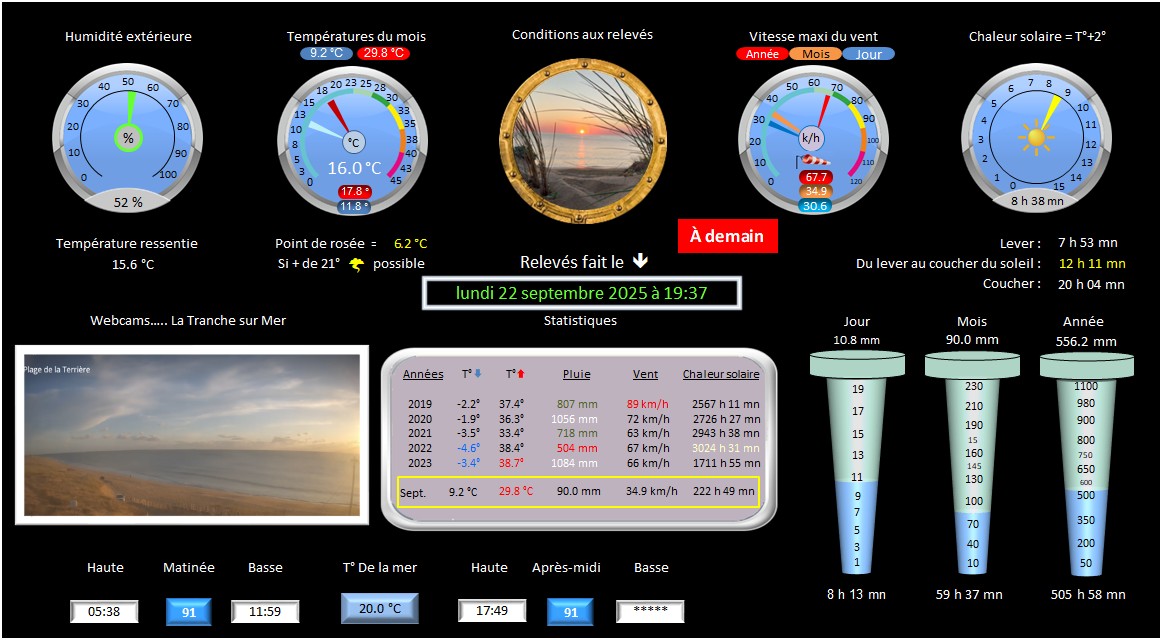 Humidité extérieure
Températures du mois
9.2 °C 29.8 °C
Conditions aux relevés
Vitesse maxi du vent
Année Mois Jour
Chaleur solaire = T°+2°
0 10 20 30 40 50 60 70 80 90 100
%
52 %
0 3 5 8 10 13 15 18 20 23 25 28 30 33 35 38 40 43 45
°C
16.0 °C
17.8 °
11.8 °
0 10 20 30 40 50 60 70 80 90 100 110 120
k/h
67.7
34.9
30.6
0 1 2 3 4 5 6 7 8 9 10 11 12 13 14 15
8 h 38 mn
Température ressentie
15.6 °C
Point de rosée = 6.2 °C
Si + de 21° possible
À demain
Relevés fait le
lundi 22 septembre 2025 à 19:37
Lever : 7 h 53 mn
Du lever au coucher du soleil : 12 h 11 mn
Coucher : 20 h 04 mn
Webcams..... La Tranche sur Mer
Plage de la Terrière
Statistiques
Années T° T° Pluie Vent Chaleur solaire
2019 -2.2° 37.4° 807 mm 89 km/h 2567 h 11 mn
2020 -1.9° 36.3° 1056 mm 72 km/h 2726 h 27 mn
2021 -3.5° 33.4° 718 mm 63 km/h 2943 h 38 mn
2022 -4.6° 38.4° 504 mm 67 km/h 3024 h 31 mn
2023 -3.4° 38.7° 1084 mm 66 km/h 1711 h 55 mn
Sept. 9.2 °C 29.8 °C 90.0 mm 34.9 km/h 222 h 49 mn
Jour
10.8 mm
19
17
15
13
11
9
7
5
3
1
8 h 13 mn
Mois
90.0 mm
230
210
190
15
160
145
130
100
70
40
10
59 h 37 mn
Année
556.2 mm
1100
980
900
800
750
650
600
500
350
200
50
505 h 58 mn
Haute Matinée Basse T° De la mer Haute Après-midi Basse
05:38 91 11:59 20.0 °C 17:49 91 *****